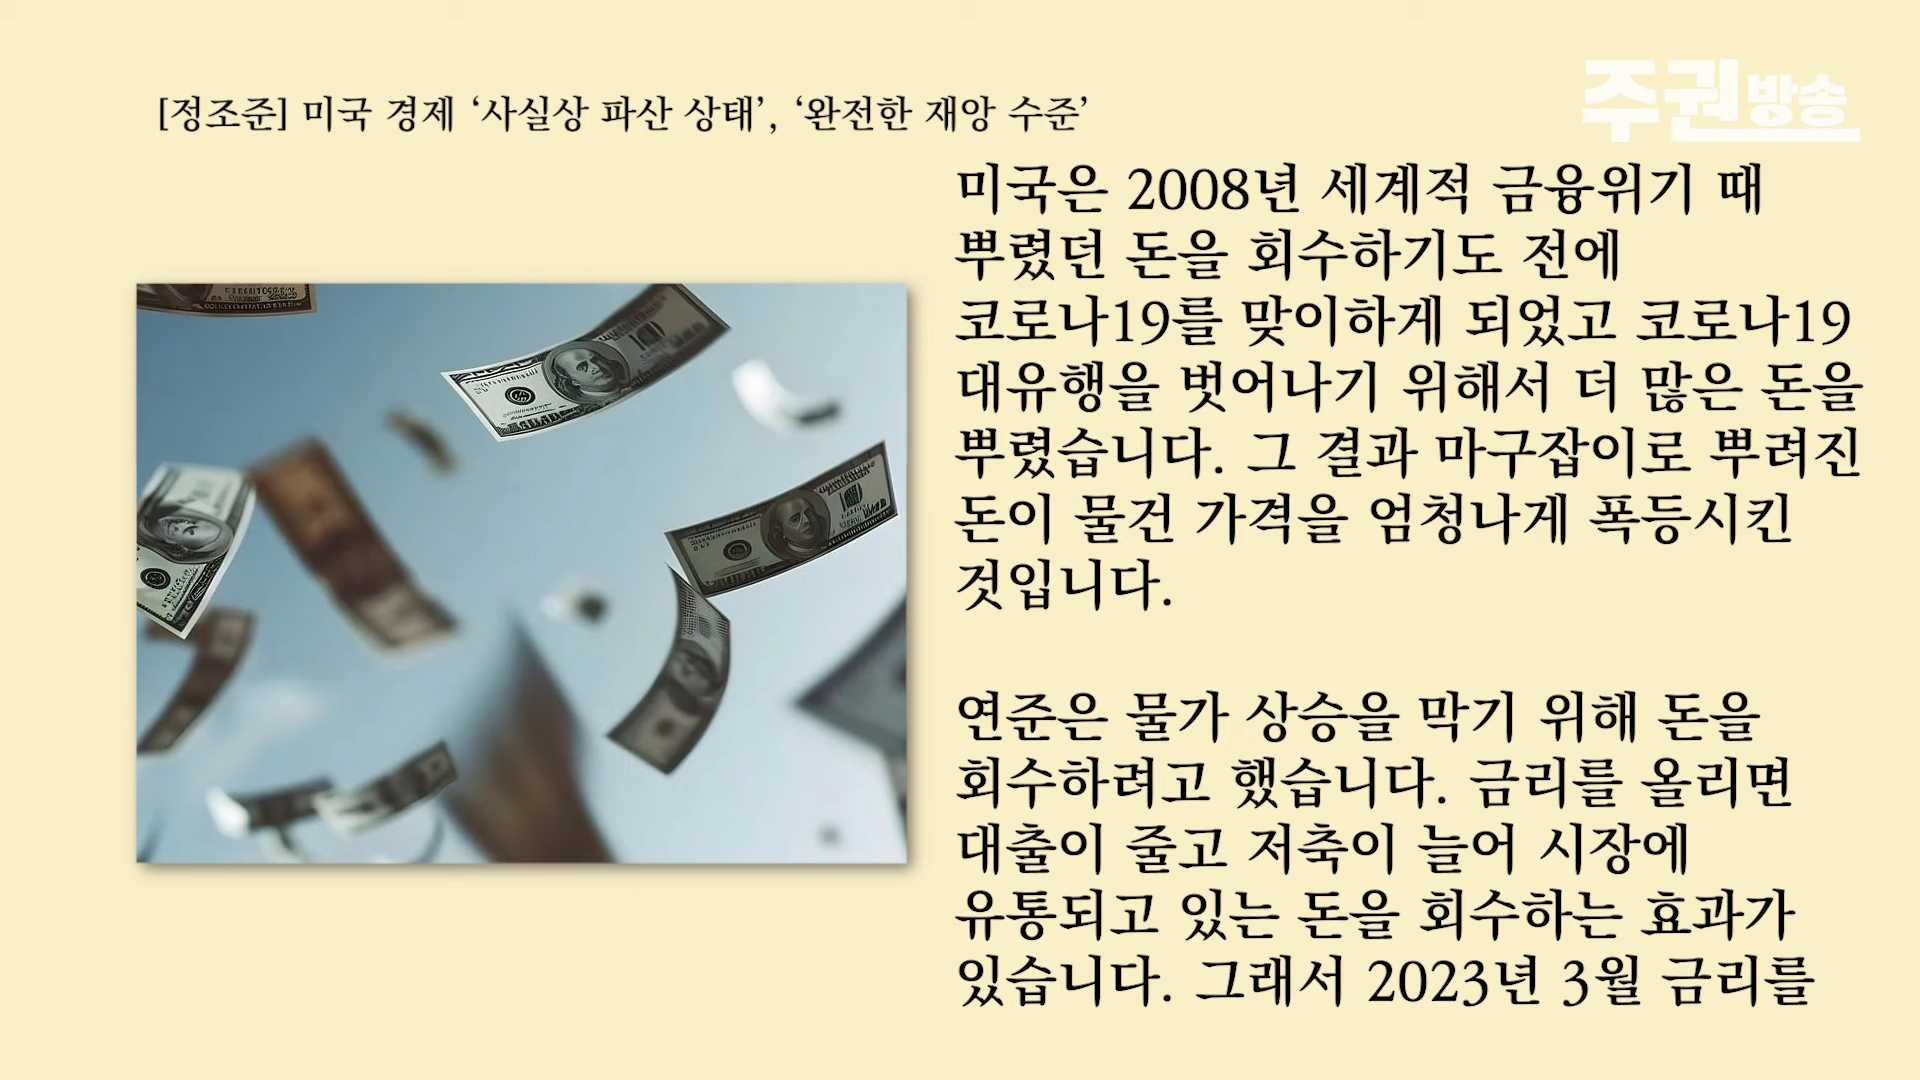 [정조준] 미국 경제 ‘사실상 파산 상태’, ‘완전한 재앙 수준’
주권방송
미국은 2008년 세계적 금융위기 때
뿌렸던 돈을 회수하기도 전에
코로나19를 맞이하게 되었고 코로나19
대유행을 벗어나기 위해서 더 많은 돈을
뿌렸습니다. 그 결과 마구잡이로 뿌려진
돈이 물건 가격을 엄청나게 폭등시킨
것입니다.
연준은 물가 상승을 막기 위해 돈을
회수하려고 했습니다. 금리를 올리면
대출이 줄고 저축이 늘어 시장에
유통되고 있는 돈을 회수하는 효과가
있습니다. 그래서 2023년 3월 금리를